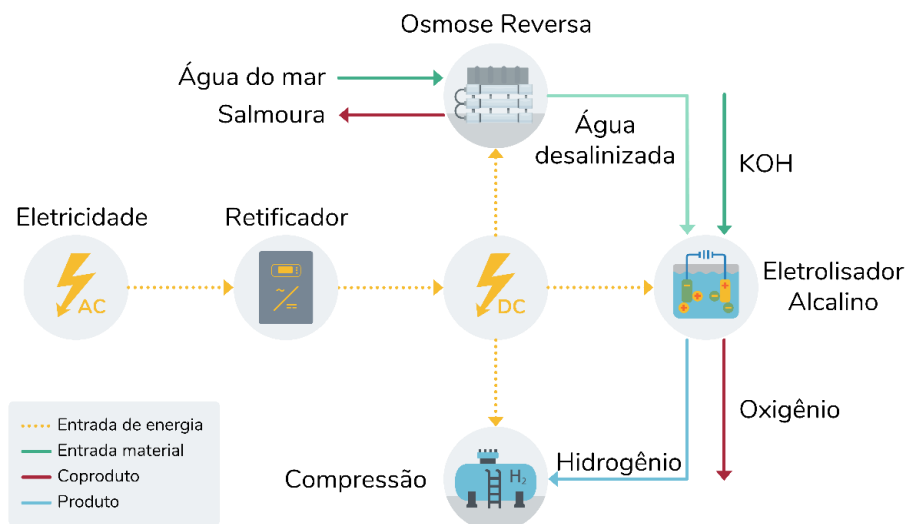 Osmose Reversa
Água do mar
Salmoura
Água
desalinizada
KOH
Eletricidade
Retificador
AC
DC
Eletrolisador
Alcalino
Entrada de energia
Entrada material
Coproduto
Produto
Compressão
H₂
Hidrogênio
Oxigênio